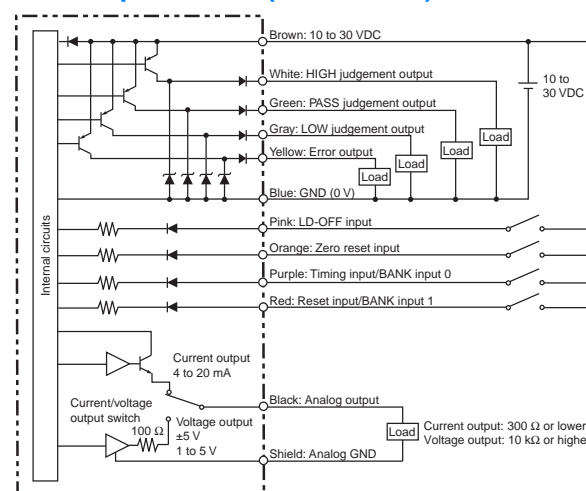 Brown: 10 to 30 VDC
White: HIGH judgement output
10 to
30 VDC
Green: PASS judgement output
Gray: LOW judgement output
Load
Load
Yellow: Error output
Load
Load
Blue: GND (0 V)
Internal circuits
Pink: LD-OFF input
Orange: Zero reset input
Purple: Timing input/BANK input 0
Red: Reset input/BANK input 1
Current output
4 to 20 mA
Current/voltage
output switch
Black: Analog output
100 Ω
Voltage output
±5 V
1 to 5 V
Load
Current output: 300 Ω or lower
Voltage output: 10 kΩ or highe
Shield: Analog GND